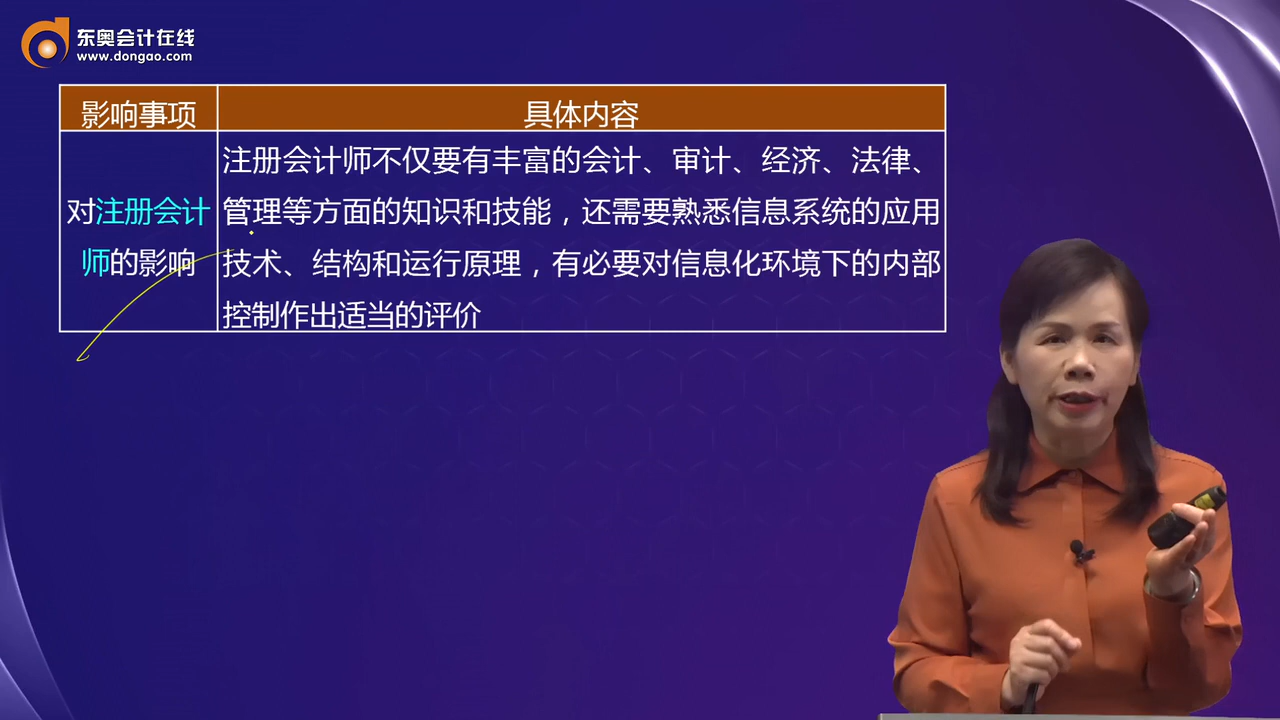 东奥会计在线
www.dongao.com
影响事项
具体内容
对注册会计
师的影响
注册会计师不仅要有丰富的会计、审计、经济、法律、
管理等方面的知识和技能，还需要熟悉信息系统的应用
技术、结构和运行原理，有必要对信息化环境下的内部
控制作出适当的评价